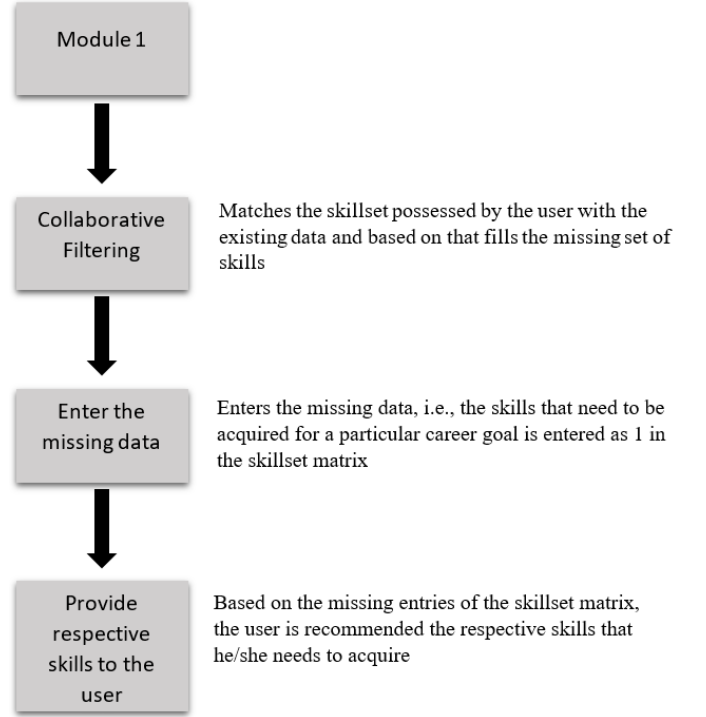 Module 1
Collaborative
Filtering
Matches the skillset possessed by the user with the
existing data and based on that fills the missing set of
skills
Enter the
missing data
Enters the missing data, i.e., the skills that need to be
acquired for a particular career goal is entered as 1 in
the skillset matrix
Provide
respective
skills to the
user
Based on the missing entries of the skillset matrix,
the user is recommended the respective skills that
he/she needs to acquire